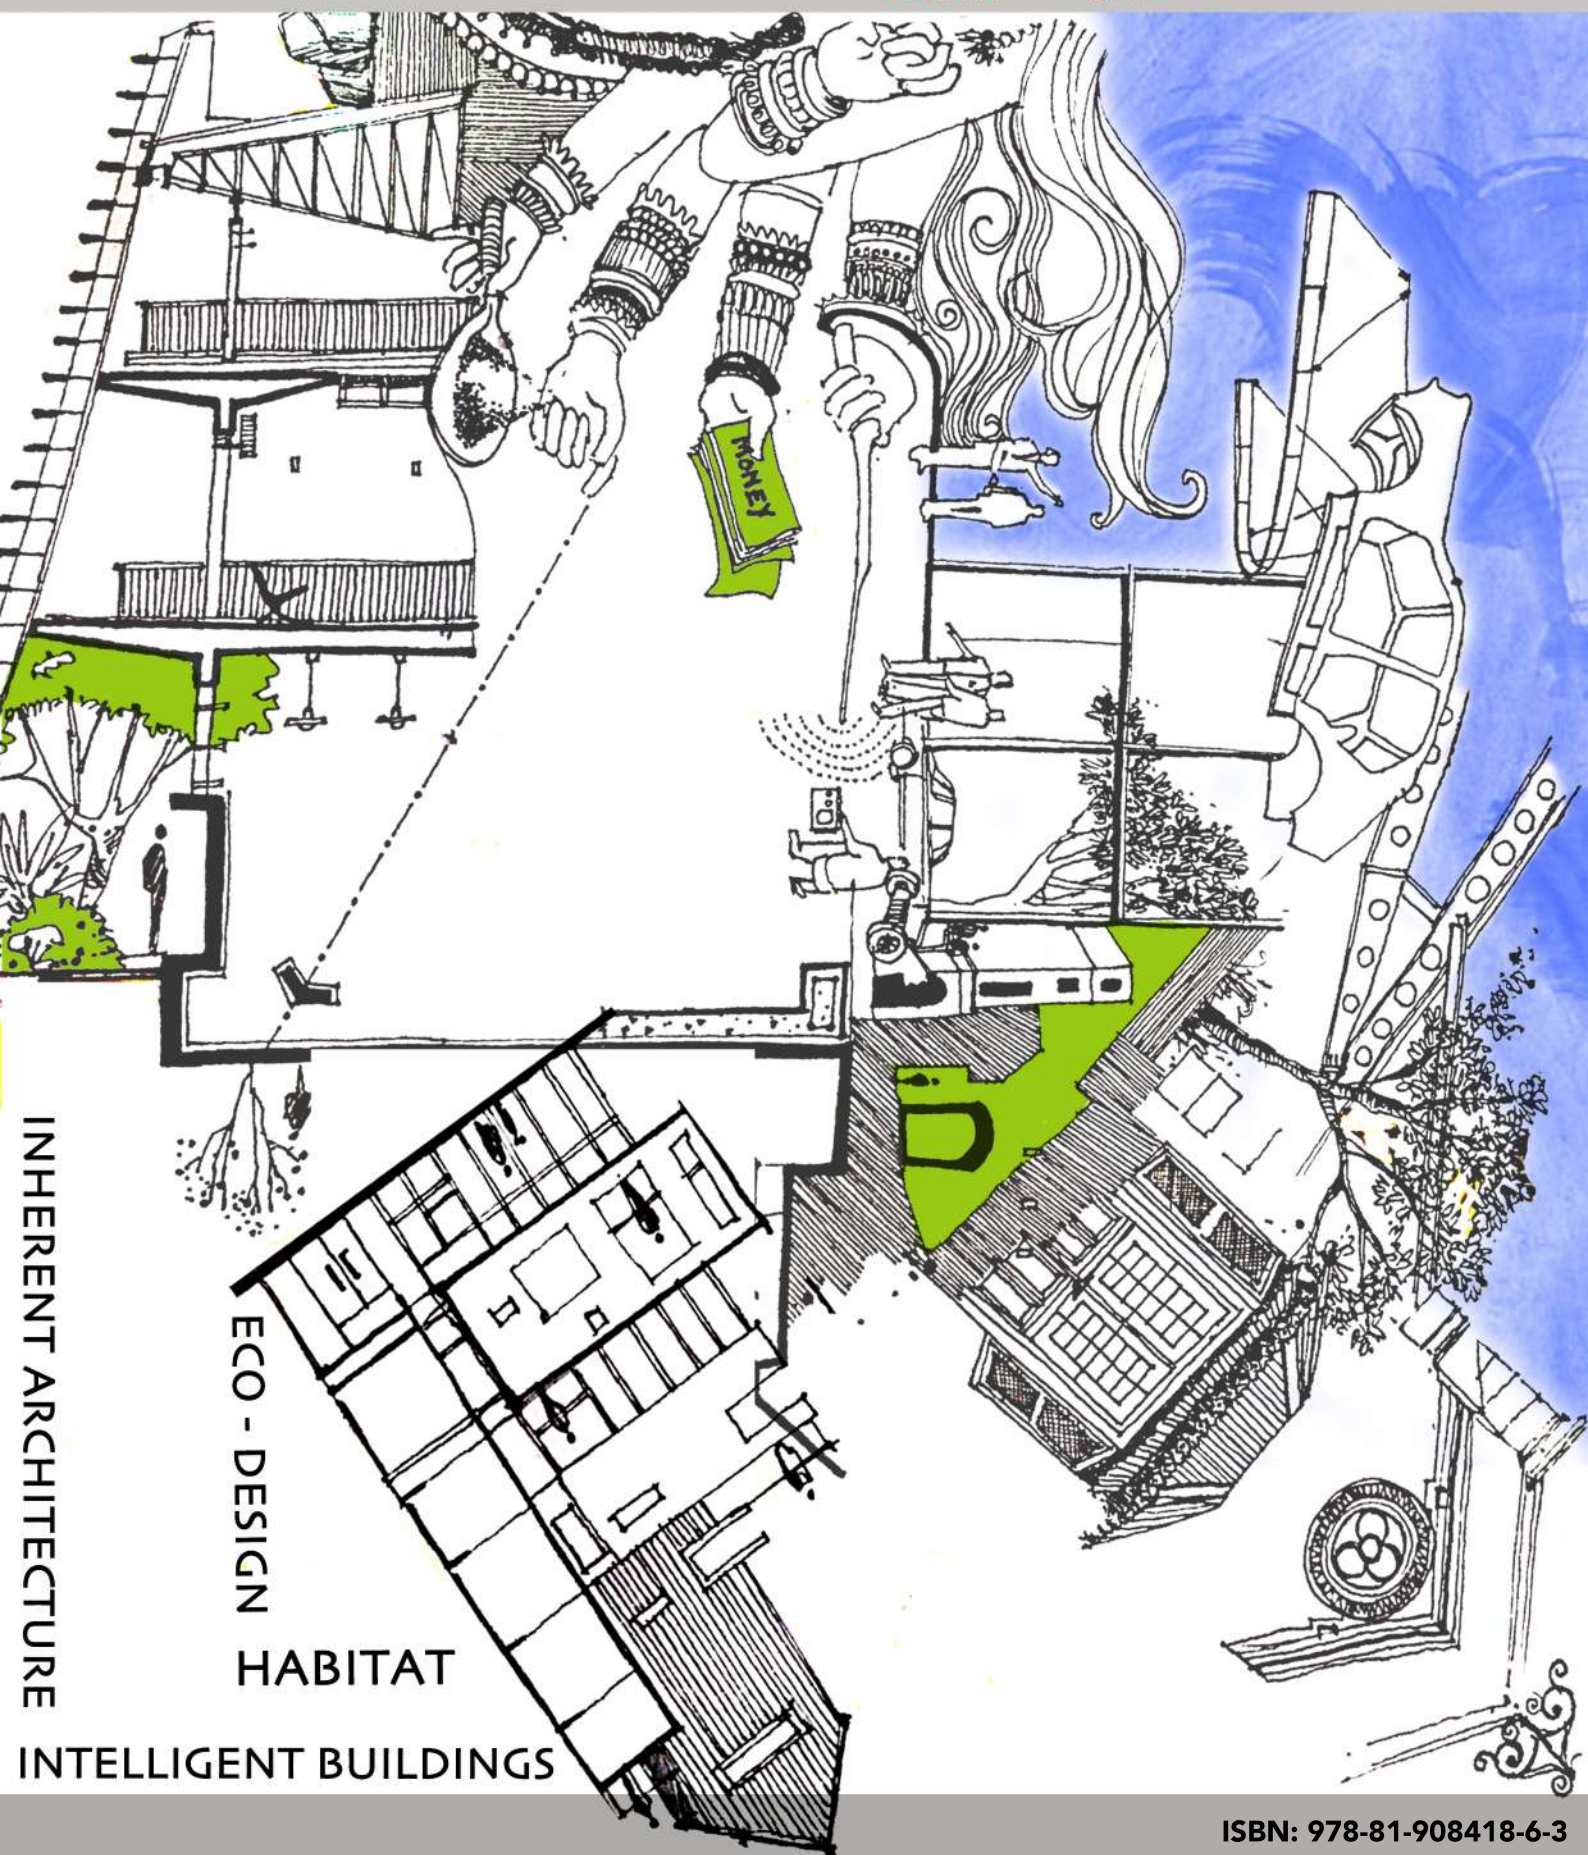 MONEY
INHERENT ARCHITECTURE
ECO - DESIGN
HABITAT
INTELLIGENT BUILDINGS
ISBN: 978-81-908418-6-3